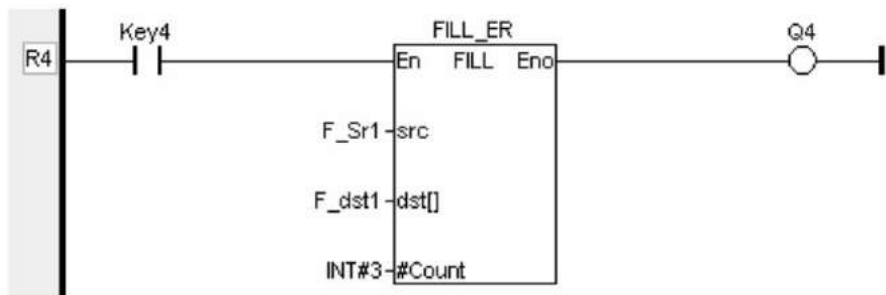 Key4 FILL_ER Q4
R4 En FILL Eno
F_Sr1 src
F_dst1 dst[]
INT#3 #Count